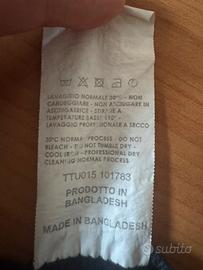 LAVAGGIO NORMALE 30°C - NON
CANDEGGIARE - NON ASCIUGARE IN
ASCIUGATRICE - STIRARE A
TEMPERATURE BASSE 110° -
LAVAGGIO PROFESSIONALE A SECCO
30°C NORMAL PROCESS - DO NOT
BLEACH - DO NOT TUMBLE DRY -
COOL IRON - PROFESSIONAL DRY
CLEANING NORMAL PROCESS
TTU015 101783
PRODOTTO IN
BANGLADESH
MADE IN BANGLADESH
subito